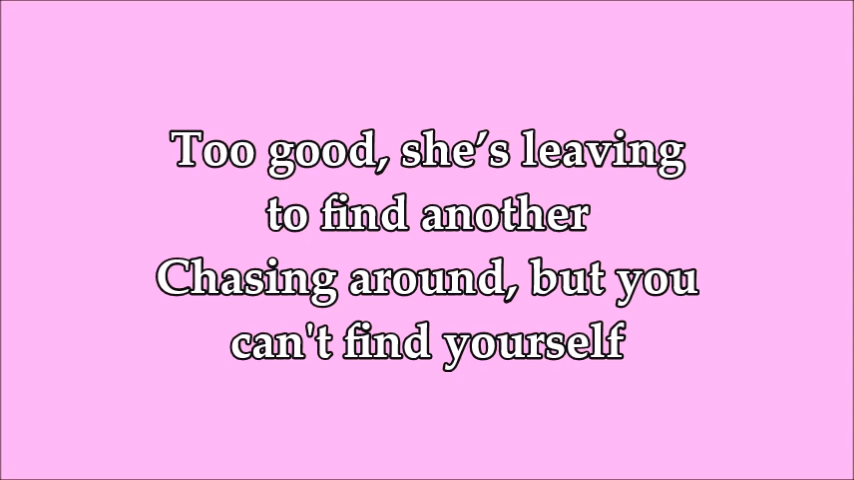 Too good, she’s leaving
to find another
Chasing around, but you
can't find yourself